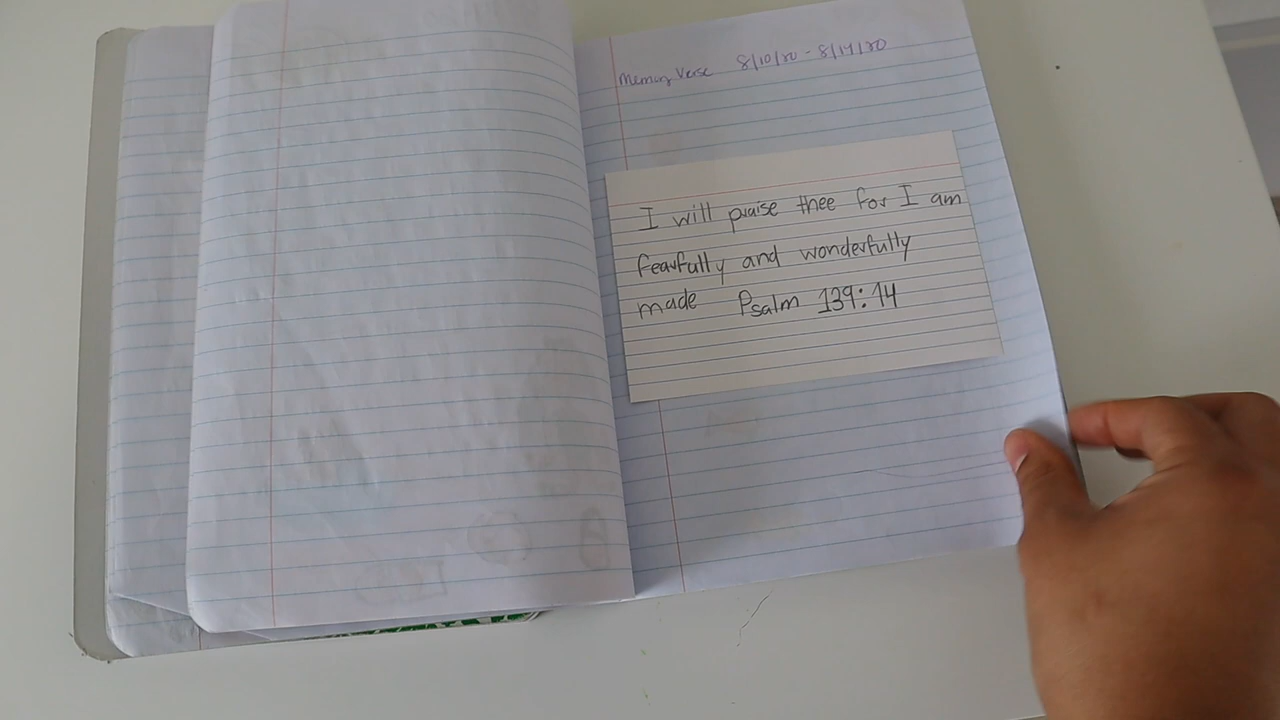 Memory Verse 8/10/20 - 8/14/20
I will praise thee for I am
fearfully and wonderfully
made Psalm 139:14